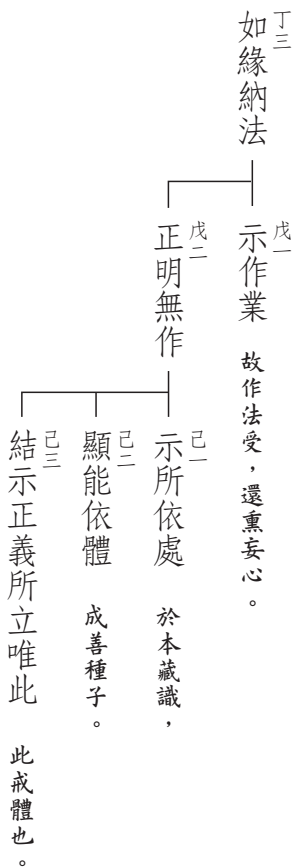 丁三
如緣納法
戊一
示作業　故作法受，還熏妄心。
戊二
正明無作
己一
示所依處　於本藏識，
己二
顯能依體　成善種子。
己三
結示正義所立唯此　此戒體也。